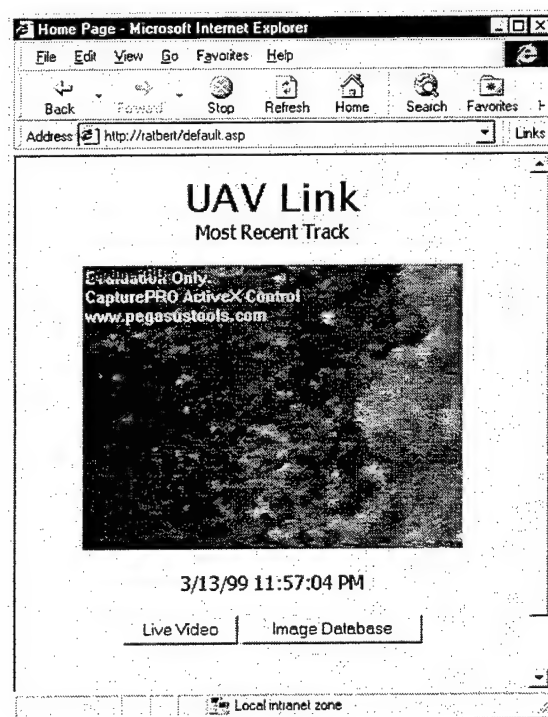 Home Page - Microsoft Internet Explorer
File Edit View Go Favorites Help
Back Forward Stop Refresh Home Search Favorites H
Address http://ratbert/default.asp Links
UAV Link
Most Recent Track
Evaluation Only.
CapturePRO ActiveX Control
www.pegasustools.com
3/13/99 11:57:04 PM
Live Video Image Database
Local intranet zone